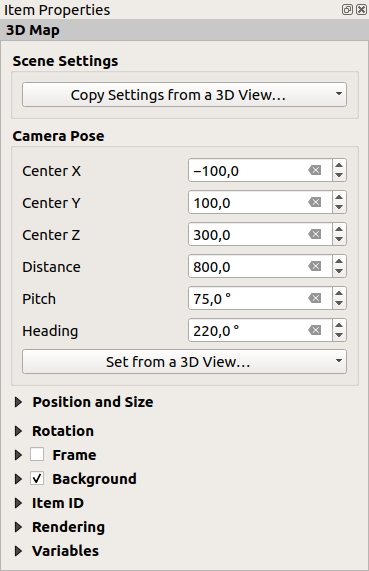 Item Properties
3D Map
Scene Settings
Copy Settings from a 3D View…
Camera Pose
Center X −100,0
Center Y 100,0
Center Z 300,0
Distance 800,0
Pitch 75,0 °
Heading 220,0 °
Set from a 3D View…
Position and Size
Rotation
Frame
Background
Item ID
Rendering
Variables